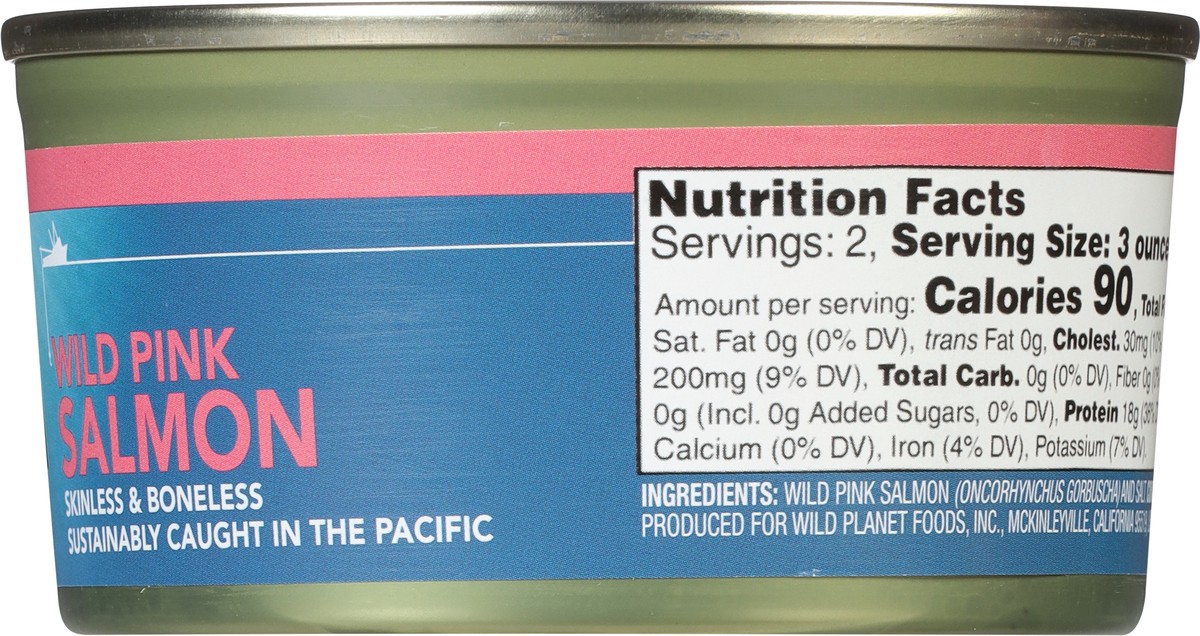 WILD PINK
SALMON
SKINLESS & BONELESS
SUSTAINABLY CAUGHT IN THE PACIFIC
Nutrition Facts
Servings: 2, Serving Size: 3
Amount per serving: Calories 90, Total
Sat. Fat 0g (0% DV), trans Fat 0g, Cholest. 30mg
200mg (9% DV), Total Carb. 0g (0% DV), Fiber 0g
0g (Incl. 0g Added Sugars, 0% DV), Protein 18g
Calcium (0% DV), Iron (4% DV), Potassium (7% DV).
INGREDIENTS: WILD PINK SALMON (ONCORHYNCHUS GORBUSCHA) AND SALT
PRODUCED FOR WILD PLANET FOODS, INC., MCKINLEYVILLE, CALIFORNIA